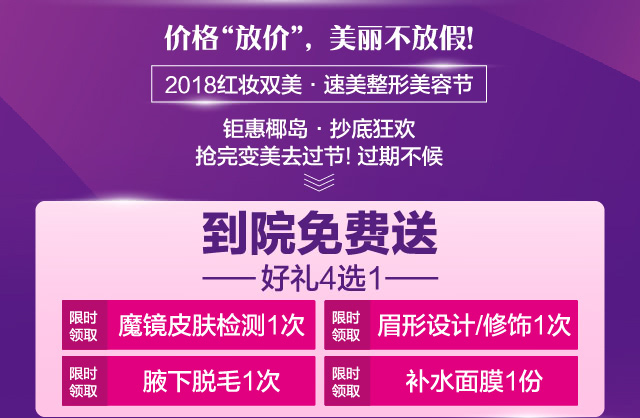 价格“放价”，美丽不放假!
2018红妆双美·速美整形美容节
钜惠椰岛·抄底狂欢
抢完变美去过节! 过期不候
到院免费送
好礼4选1
限时领取 魔镜皮肤检测1次
限时领取 眉形设计/修饰1次
限时领取 腋下脱毛1次
限时领取 补水面膜1份